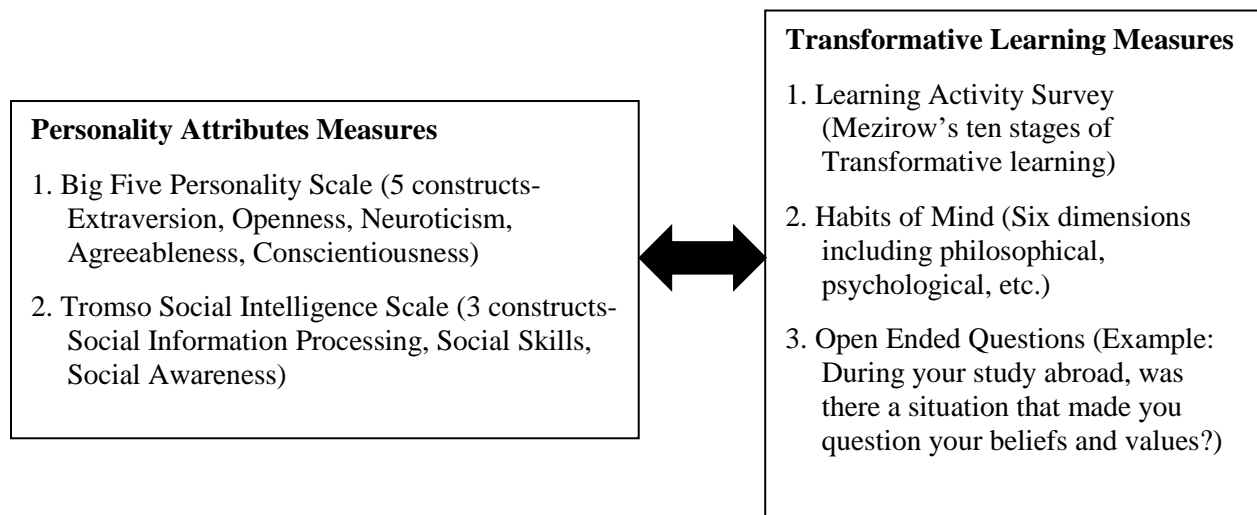 Personality Attributes Measures
1. Big Five Personality Scale (5 constructs-
Extraversion, Openness, Neuroticism,
Agreeableness, Conscientiousness)
2. Tromso Social Intelligence Scale (3 constructs-
Social Information Processing, Social Skills,
Social Awareness)
Transformative Learning Measures
1. Learning Activity Survey
(Mezirow’s ten stages of
Transformative learning)
2. Habits of Mind (Six dimensions
including philosophical,
psychological, etc.)
3. Open Ended Questions (Example:
During your study abroad, was
there a situation that made you
question your beliefs and values?)